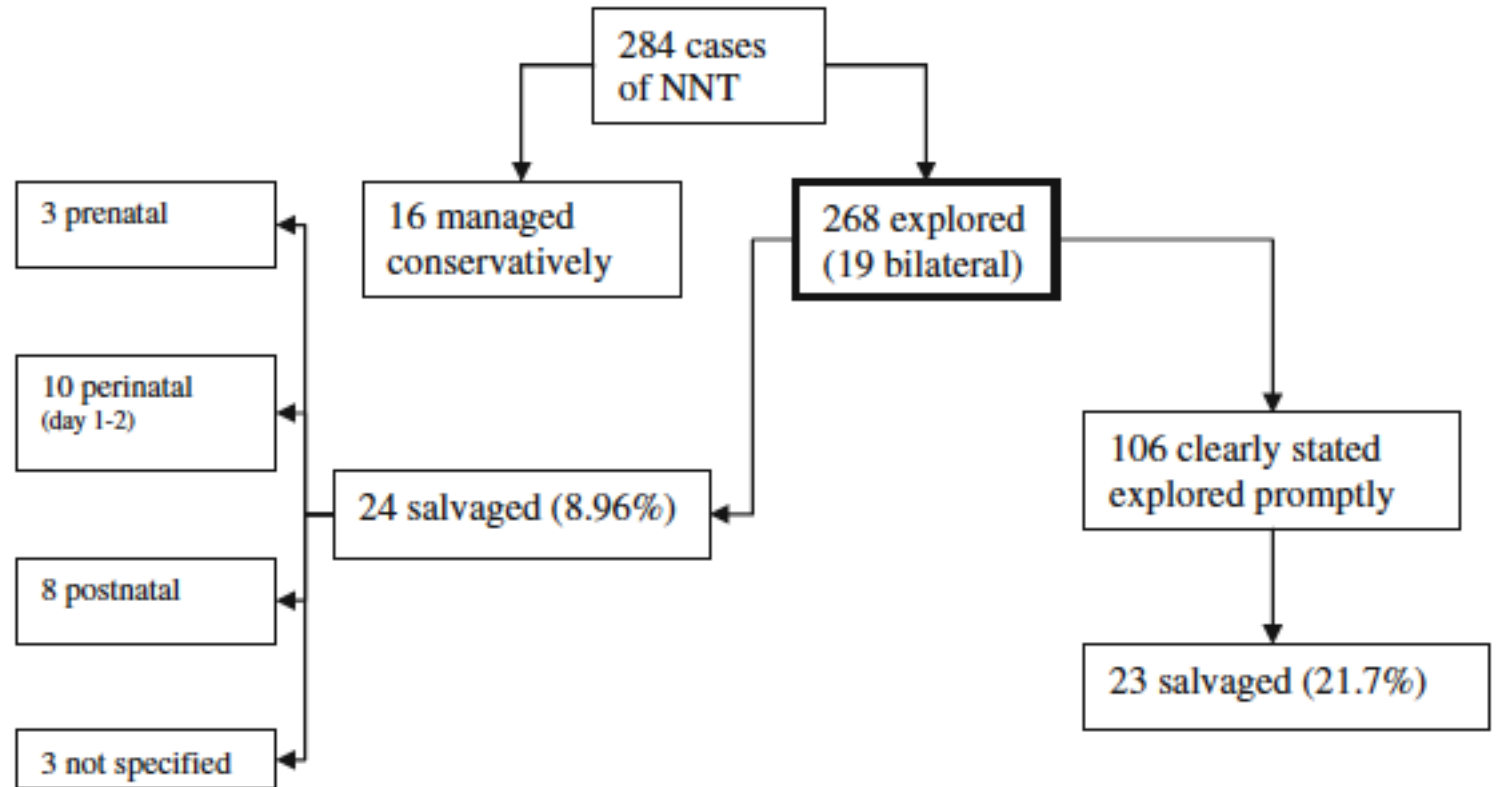 284 cases
of NNT
3 prenatal
16 managed
conservatively
268 explored
(19 bilateral)
10 perinatal
(day 1-2)
106 clearly stated
explored promptly
24 salvaged (8.96%)
8 postnatal
23 salvaged (21.7%)
3 not specified